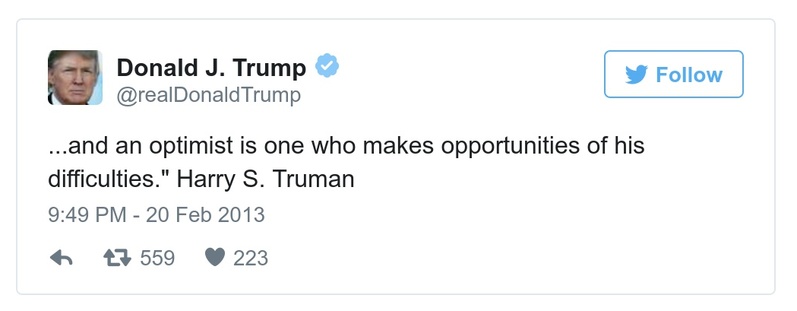 Donald J. Trump
@realDonaldTrump
Follow
...and an optimist is one who makes opportunities of his
difficulties." Harry S. Truman
9:49 PM - 20 Feb 2013
559 223